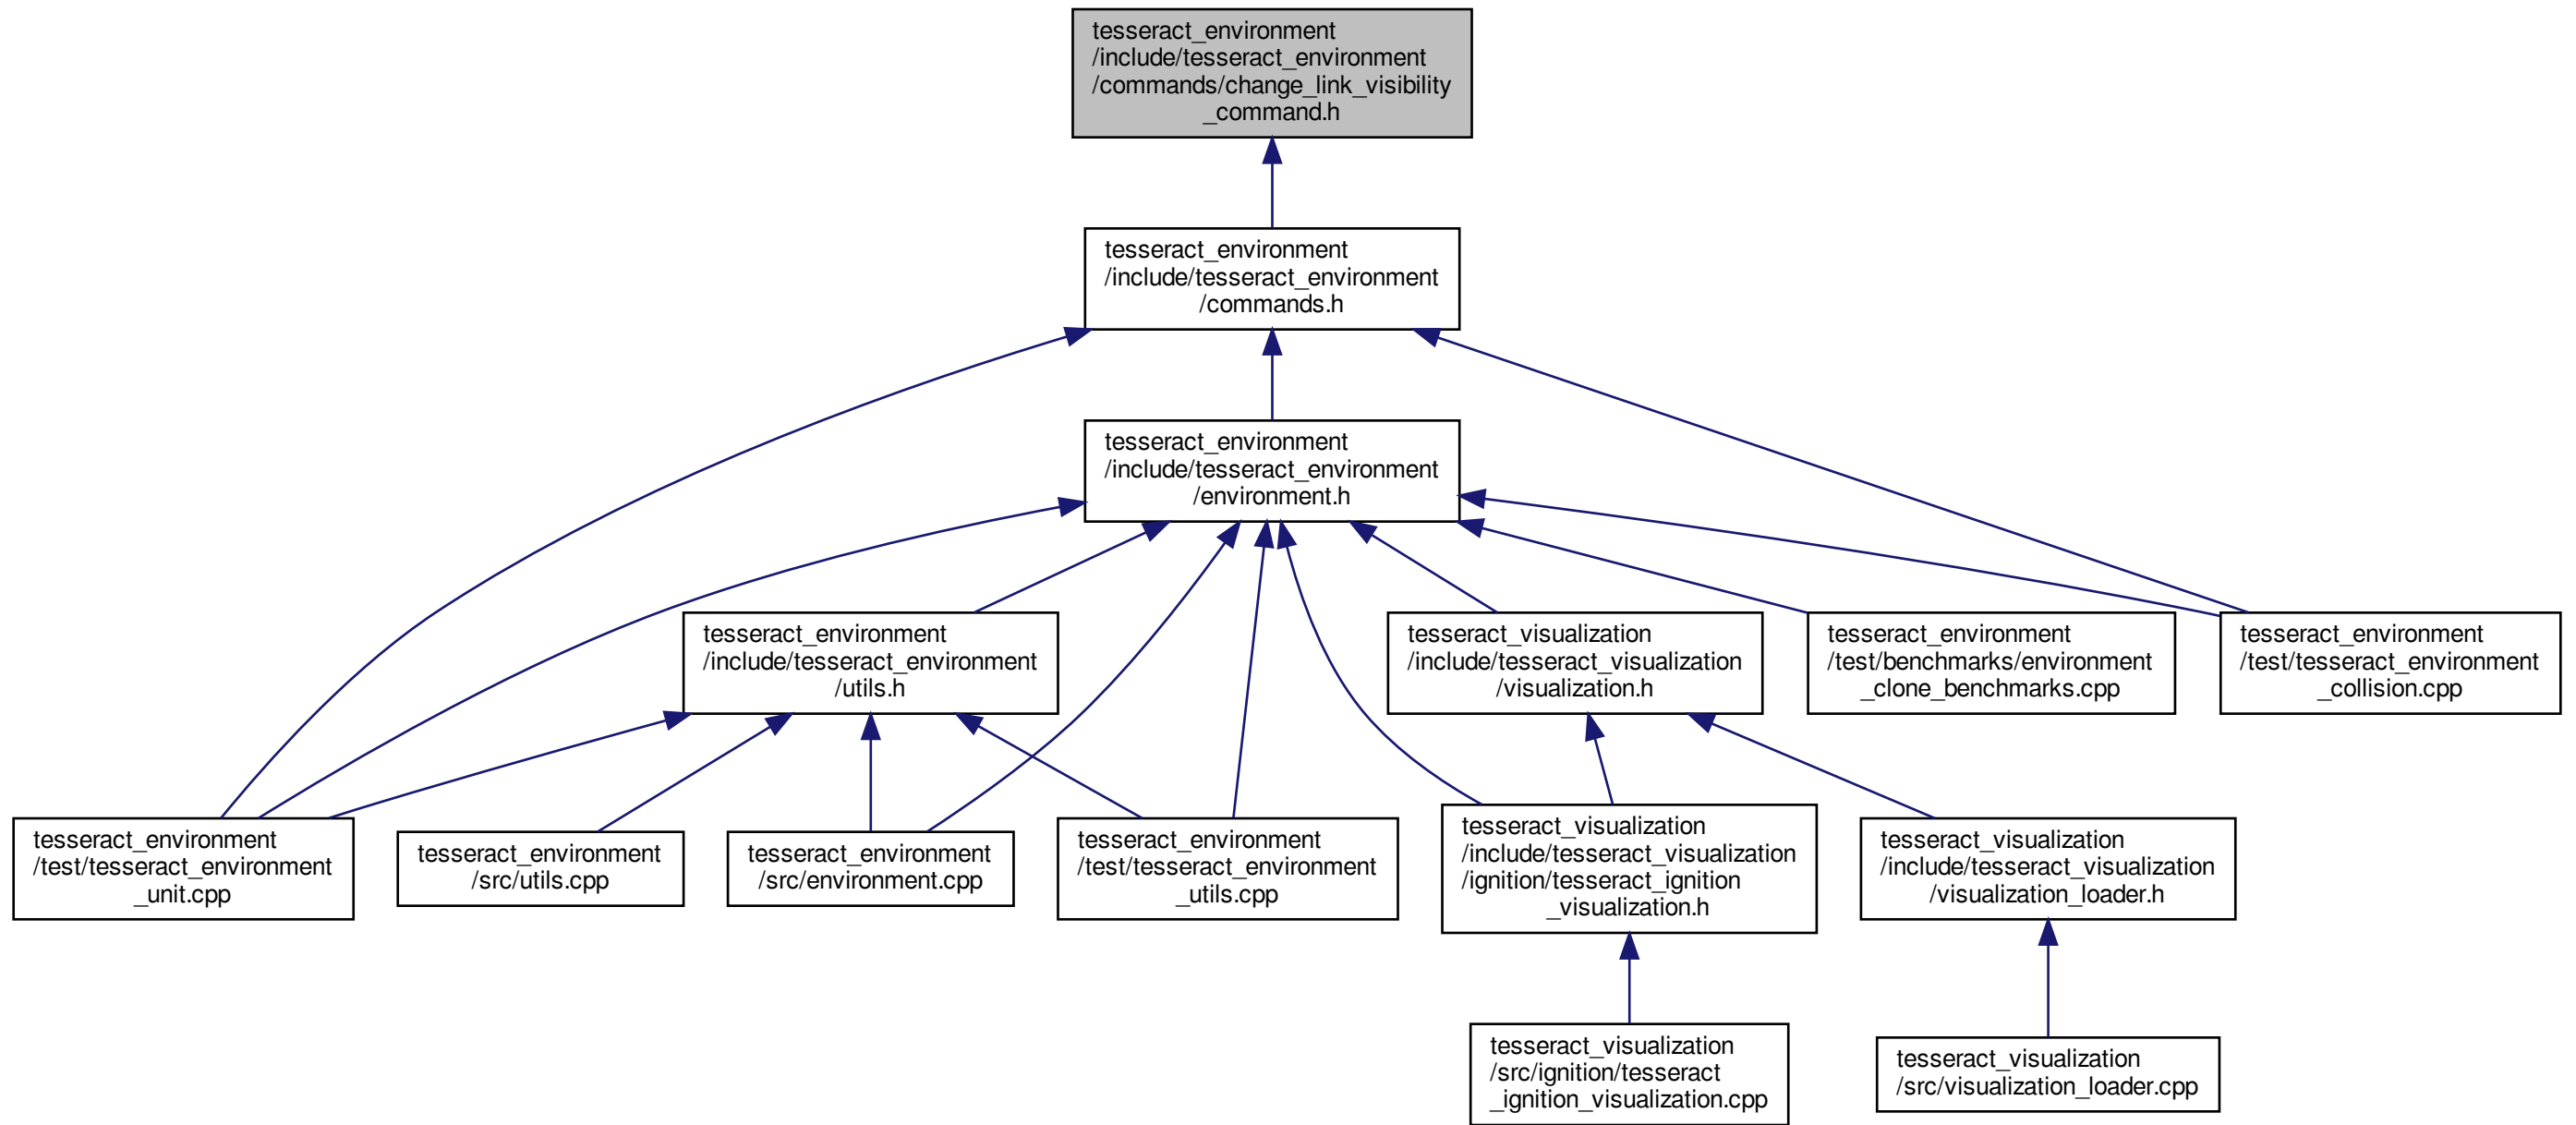 tesseract_environment
/include/tesseract_environment
/commands/change_link_visibility
_command.h
tesseract_environment
/include/tesseract_environment
/commands.h
tesseract_environment
/include/tesseract_environment
/environment.h
tesseract_environment
/include/tesseract_environment
/utils.h
tesseract_visualization
/include/tesseract_visualization
/visualization.h
tesseract_environment
/test/benchmarks/environment
_clone_benchmarks.cpp
tesseract_environment
/test/tesseract_environment
_collision.cpp
tesseract_environment
/test/tesseract_environment
_unit.cpp
tesseract_environment
/src/utils.cpp
tesseract_environment
/src/environment.cpp
tesseract_environment
/test/tesseract_environment
_utils.cpp
tesseract_visualization
/include/tesseract_visualization
/ignition/tesseract_ignition
_visualization.h
tesseract_visualization
/include/tesseract_visualization
/visualization_loader.h
tesseract_visualization
/src/ignition/tesseract
_ignition_visualization.cpp
tesseract_visualization
/src/visualization_loader.cpp